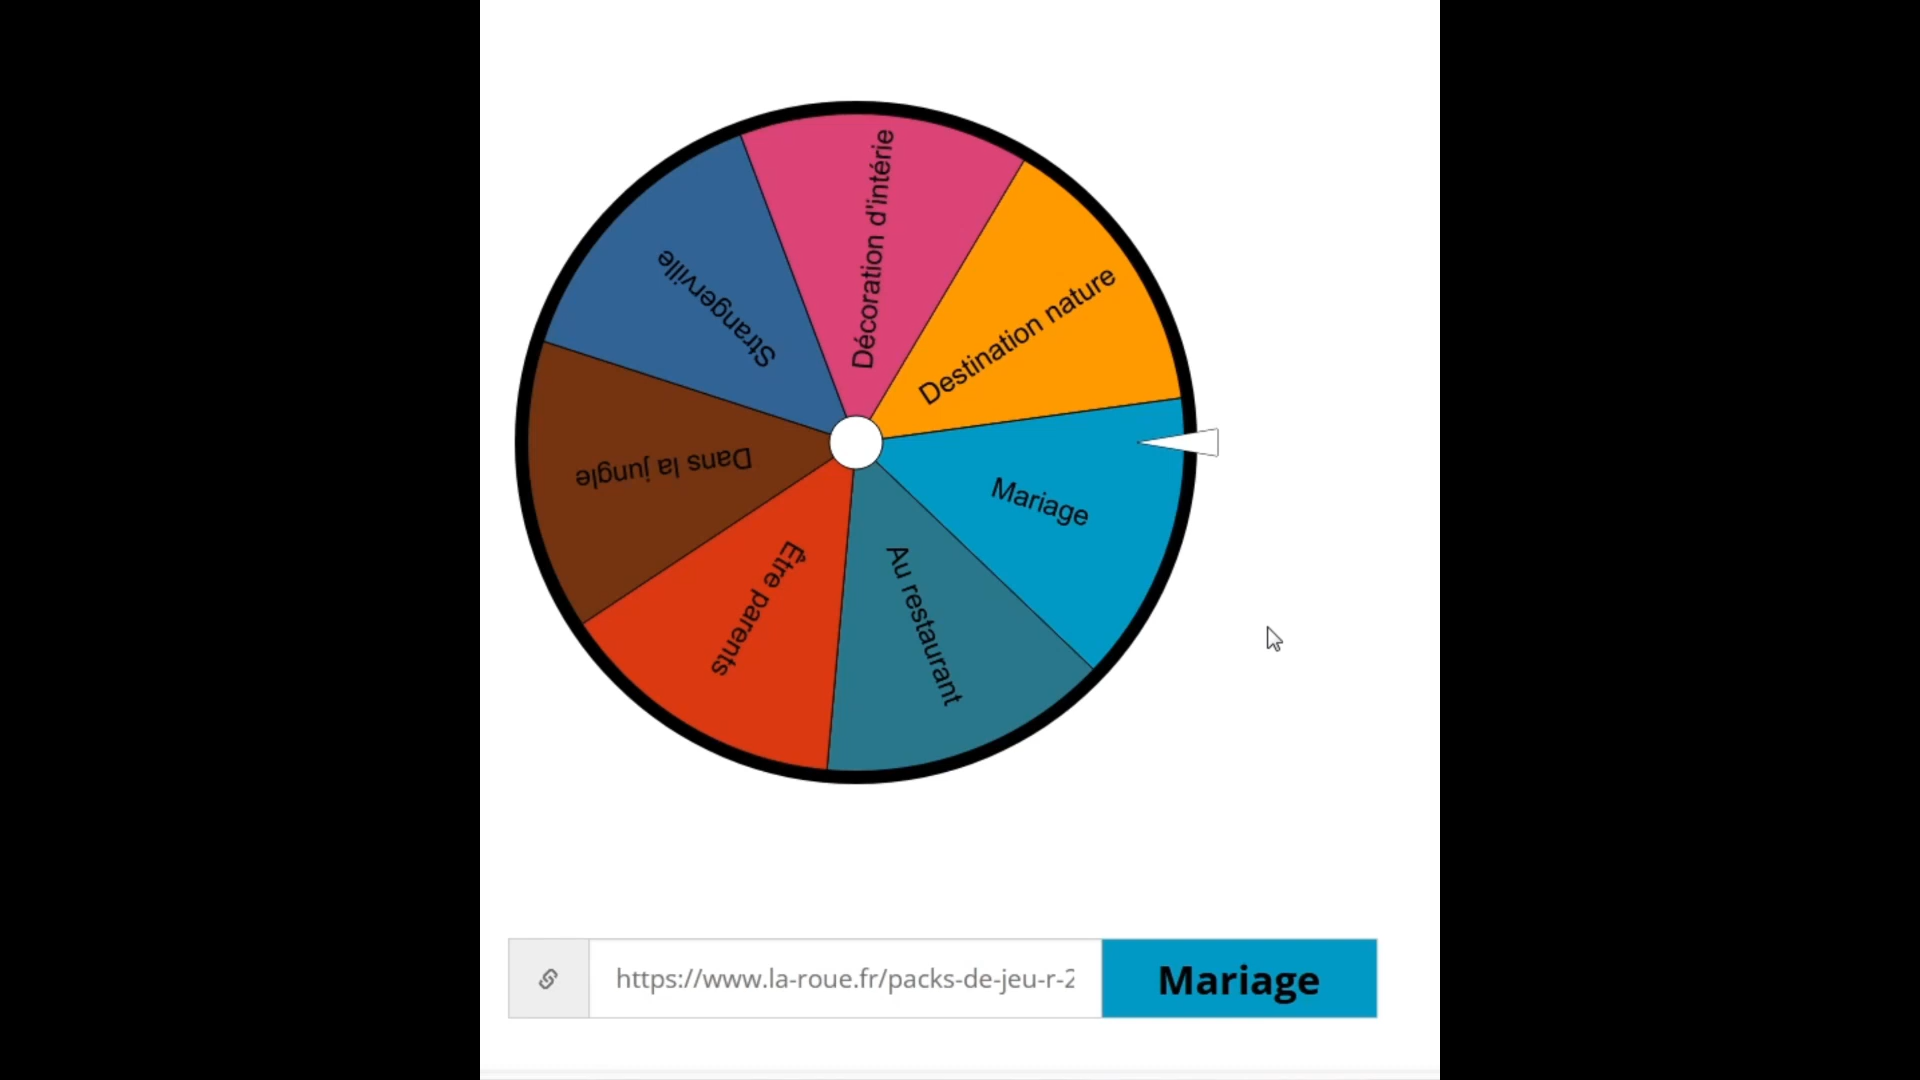 Décoration d'intérie
Destination nature
Strangerville
Dans la jungle
Mariage
Être parents
Au restaurant
https://www.la-roue.fr/packs-de-jeu-r-2
Mariage